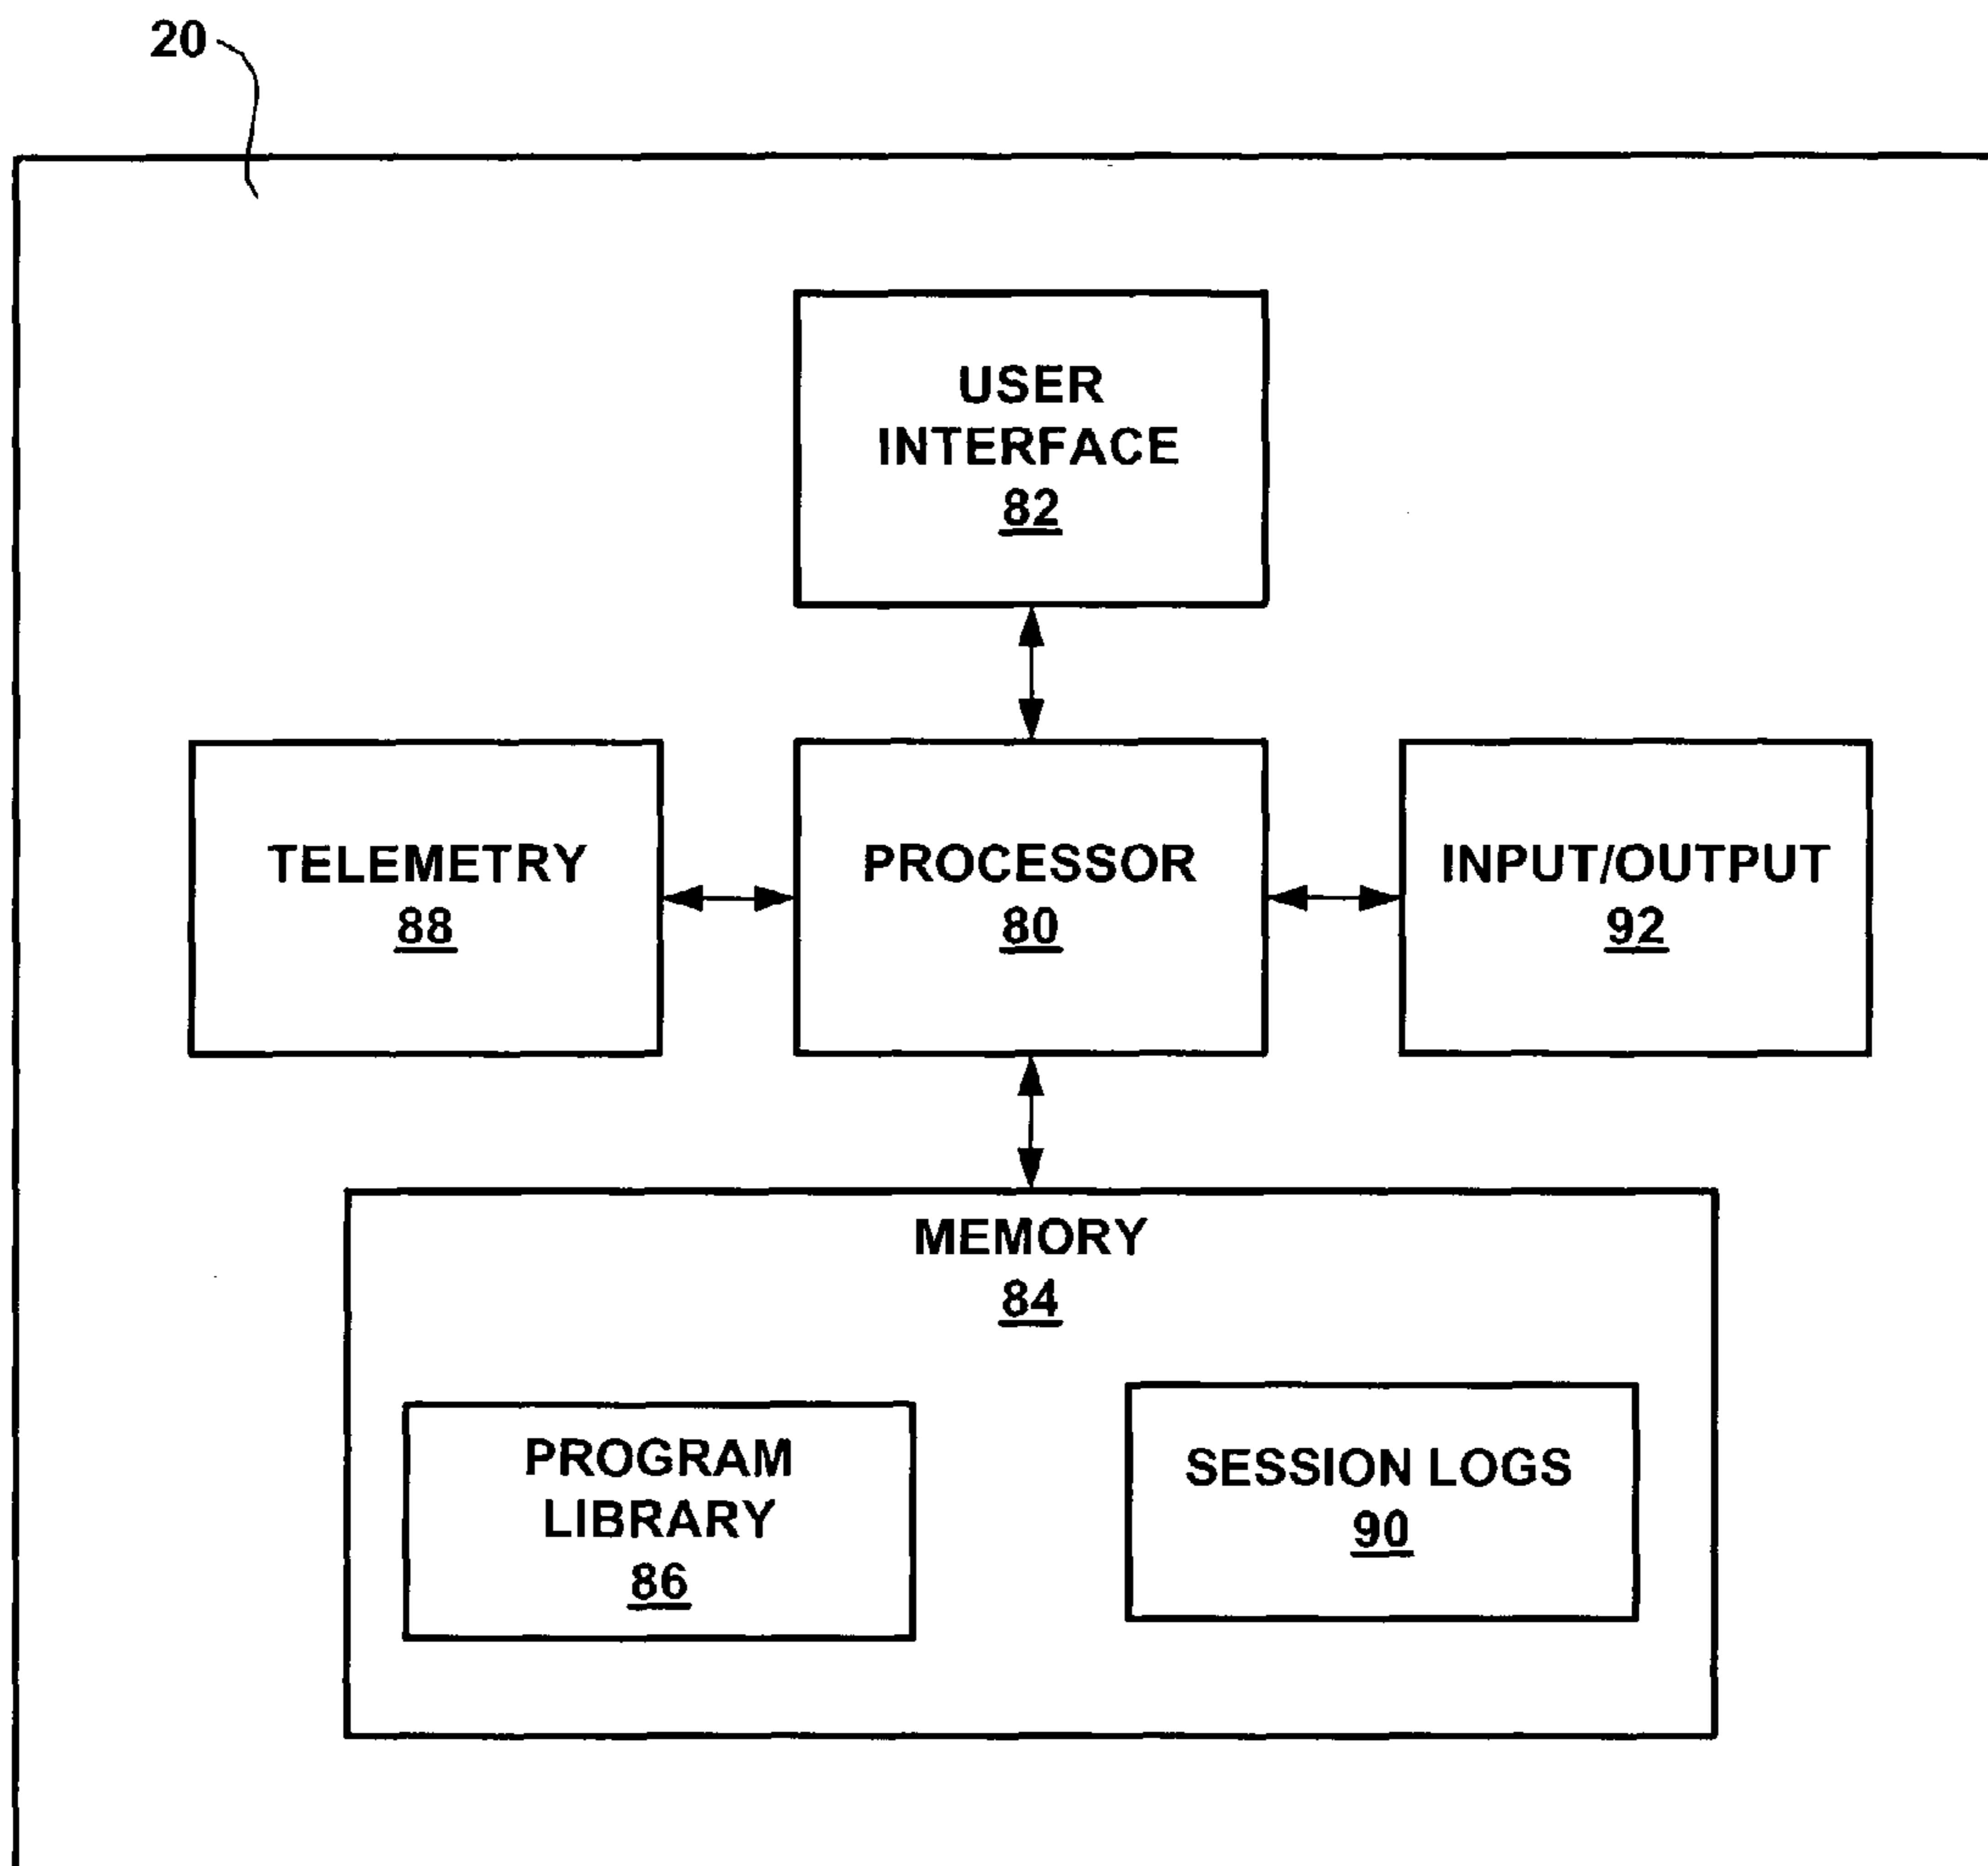 20
USER
INTERFACE
82
TELEMETRY
88
PROCESSOR
80
INPUT/OUTPUT
92
MEMORY
84
PROGRAM
LIBRARY
86
SESSION LOGS
90